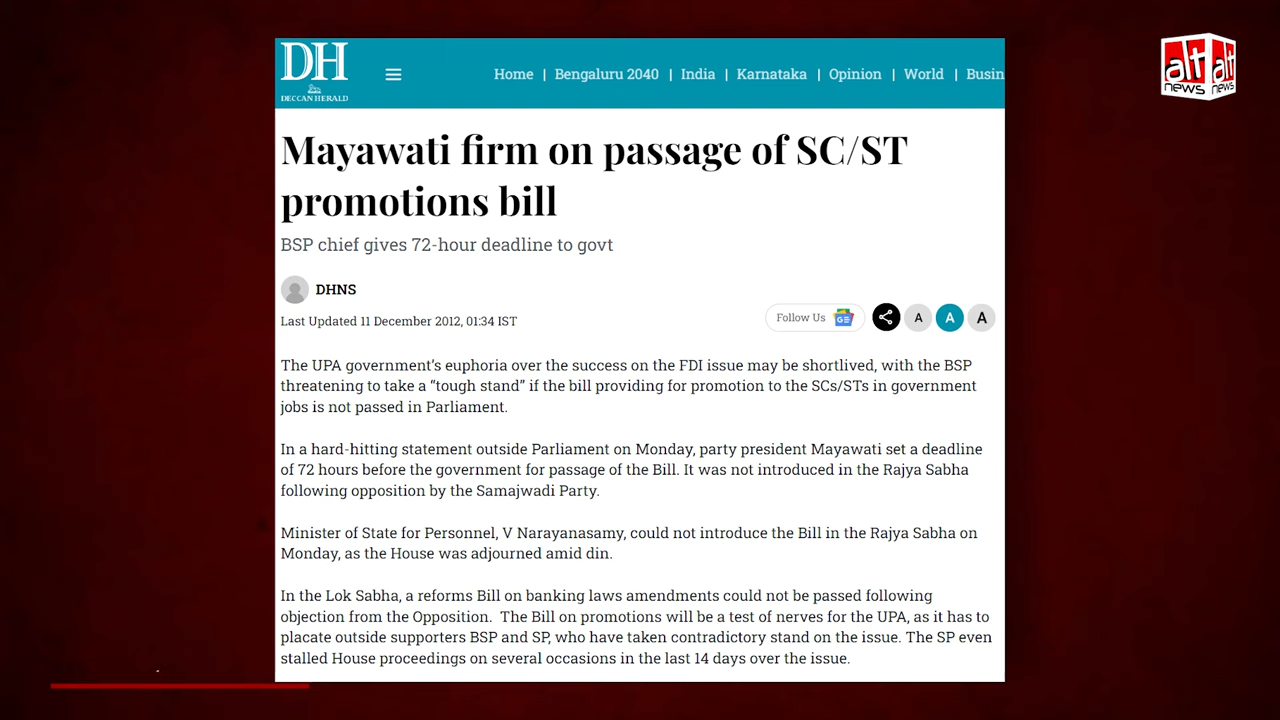 DH
DECCAN HERALD
Home | Bengaluru 2040 | India | Karnataka | Opinion | World | Busin
alt news
alt news
Mayawati firm on passage of SC/ST
promotions bill
BSP chief gives 72-hour deadline to govt
DHNS
Last Updated 11 December 2012, 01:34 IST
Follow Us
A A A
The UPA government's euphoria over the success on the FDI issue may be shortlived, with the BSP
threatening to take a “tough stand” if the bill providing for promotion to the SCs/STs in government
jobs is not passed in Parliament.
In a hard-hitting statement outside Parliament on Monday, party president Mayawati set a deadline
of 72 hours before the government for passage of the Bill. It was not introduced in the Rajya Sabha
following opposition by the Samajwadi Party.
Minister of State for Personnel, V Narayanasamy, could not introduce the Bill in the Rajya Sabha on
Monday, as the House was adjourned amid din.
In the Lok Sabha, a reforms Bill on banking laws amendments could not be passed following
objection from the Opposition.  The Bill on promotions will be a test of nerves for the UPA, as it has to
placate outside supporters BSP and SP, who have taken contradictory stand on the issue. The SP even
stalled House proceedings on several occasions in the last 14 days over the issue.